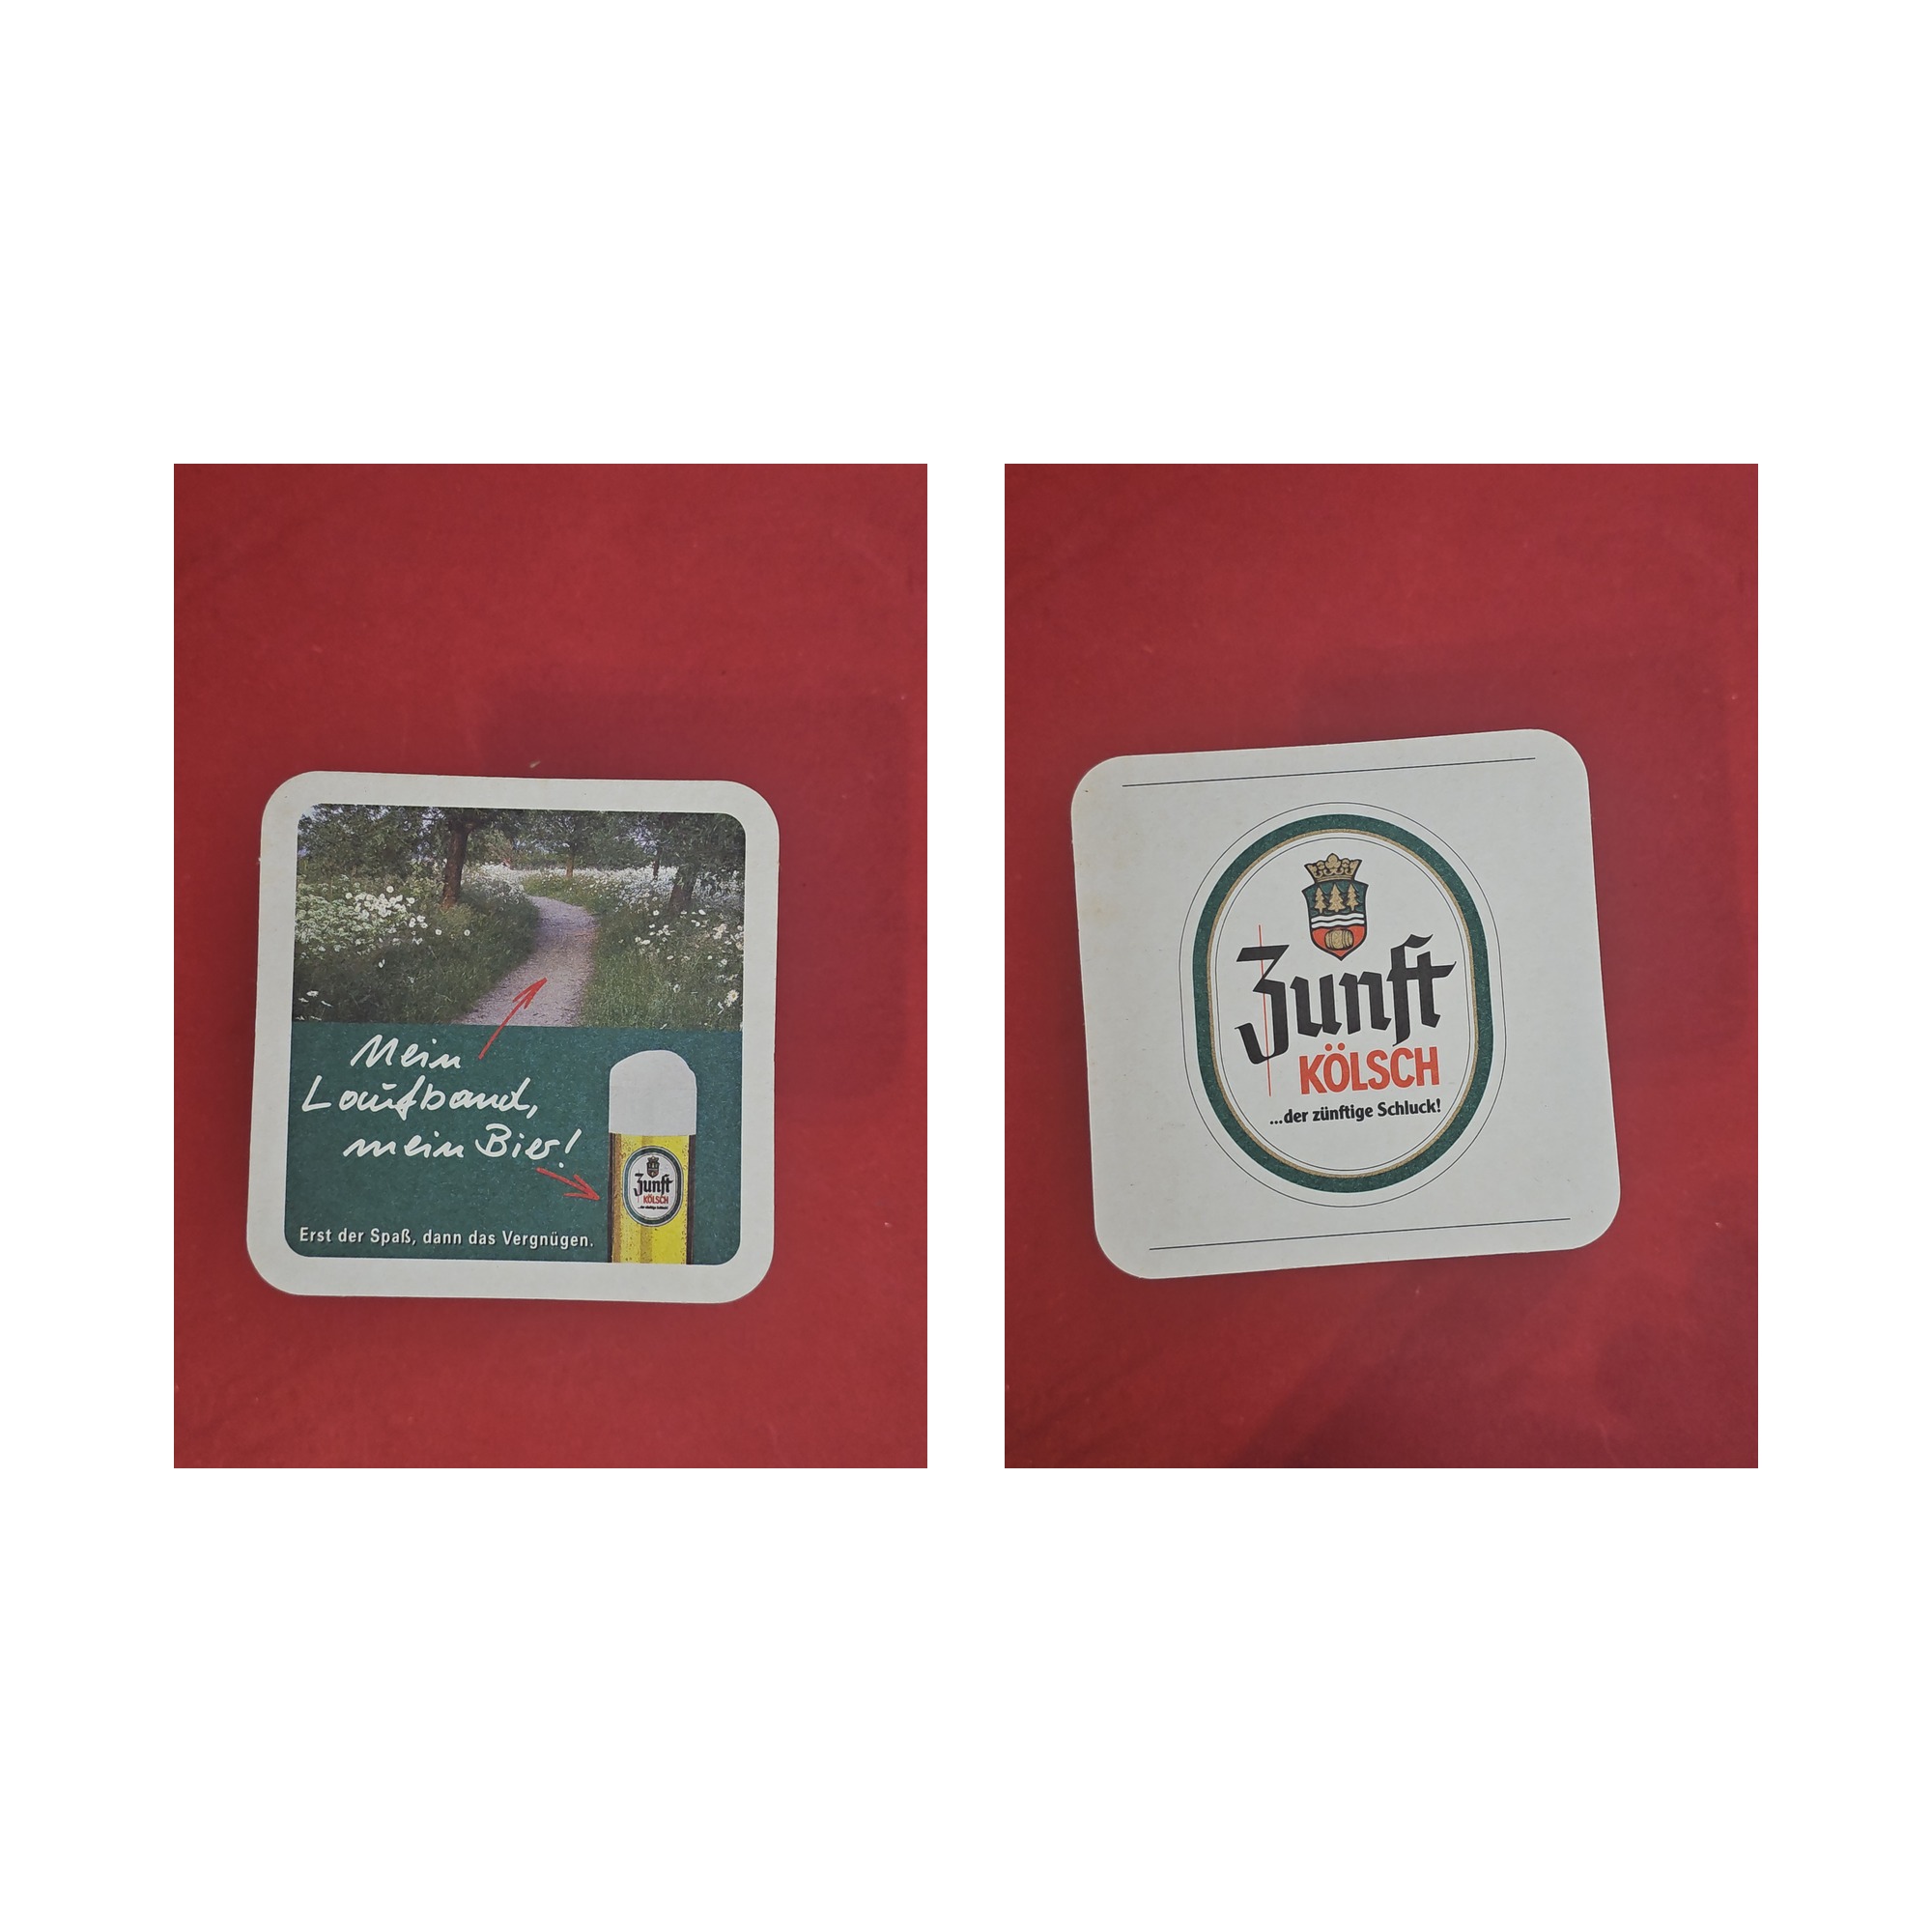 Mein
Laufband,
mein Bier!
Zunft
KÖLSCH
Erst der Spaß, dann das Vergnügen.
Zunft
KÖLSCH
...der zünftige Schluck!